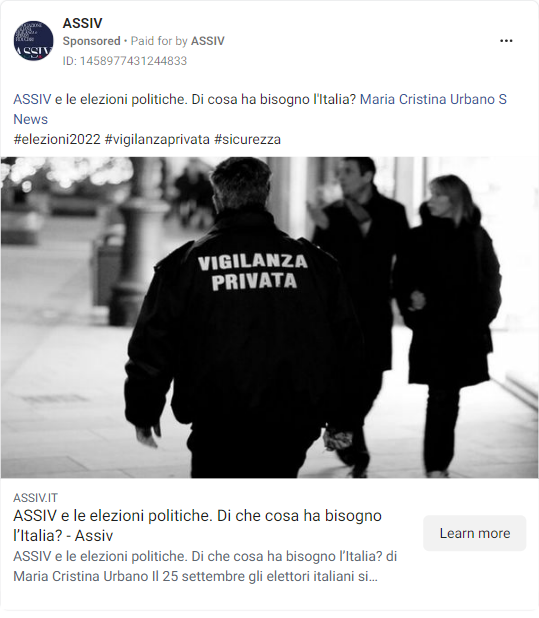 ASSIV
ASSIV
Sponsored • Paid for by ASSIV
ID: 1458977431244833
ASSIV e le elezioni politiche. Di cosa ha bisogno l'Italia? Maria Cristina Urbano S
News
#elezioni2022 #vigilanzaprivata #sicurezza
VIGILANZA
PRIVATA
ASSIV.IT
ASSIV e le elezioni politiche. Di che cosa ha bisogno
l’Italia? - Assiv
Learn more
ASSIV e le elezioni politiche. Di che cosa ha bisogno l’Italia? di
Maria Cristina Urbano Il 25 settembre gli elettori italiani si…